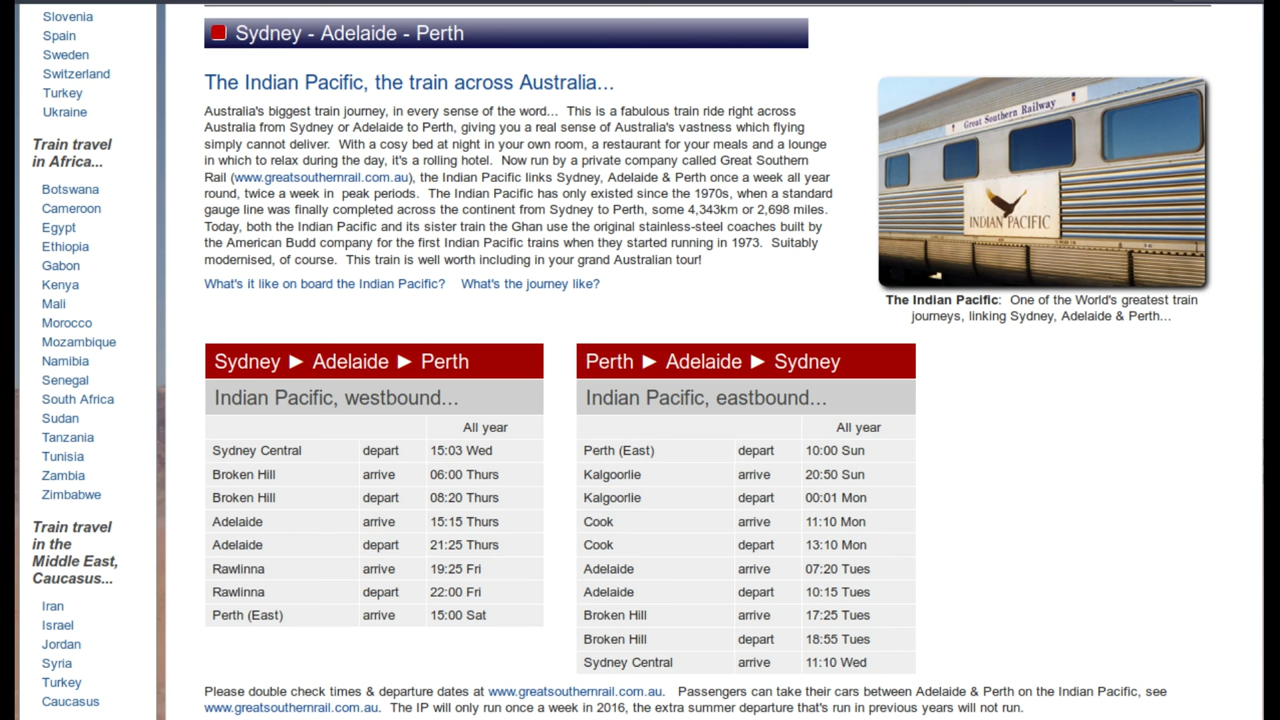 Slovenia
Spain
Sweden
Switzerland
Turkey
Ukraine
Train travel
in Africa...
Botswana
Cameroon
Egypt
Ethiopia
Gabon
Kenya
Mali
Morocco
Mozambique
Namibia
Senegal
South Africa
Sudan
Tanzania
Tunisia
Zambia
Zimbabwe
Train travel
in the
Middle East,
Caucasus...
Iran
Israel
Jordan
Syria
Turkey
Caucasus
Sydney - Adelaide - Perth
The Indian Pacific, the train across Australia...
Australia's biggest train journey, in every sense of the word... This is a fabulous train ride right across
Australia from Sydney or Adelaide to Perth, giving you a real sense of Australia's vastness which flying
simply cannot deliver. With a cosy bed at night in your own room, a restaurant for your meals and a lounge
in which to relax during the day, it's a rolling hotel. Now run by a private company called Great Southern
Rail (www.greatsouthernrail.com.au), the Indian Pacific links Sydney, Adelaide & Perth once a week all year
round, twice a week in peak periods. The Indian Pacific has only existed since the 1970s, when a standard
gauge line was finally completed across the continent from Sydney to Perth, some 4,343km or 2,698 miles.
Today, both the Indian Pacific and its sister train the Ghan use the original stainless-steel coaches built by
the American Budd company for the first Indian Pacific trains when they started running in 1973. Suitably
modernised, of course. This train is well worth including in your grand Australian tour!
What's it like on board the Indian Pacific? What's the journey like?
Great Southern Railway
INDIAN PACIFIC
The Indian Pacific: One of the World's greatest train
journeys, linking Sydney, Adelaide & Perth...
Sydney ► Adelaide ► Perth
Indian Pacific, westbound...
All year
Sydney Central depart 15:03 Wed
Broken Hill arrive 06:00 Thurs
Broken Hill depart 08:20 Thurs
Adelaide arrive 15:15 Thurs
Adelaide depart 21:25 Thurs
Rawlinna arrive 19:25 Fri
Rawlinna depart 22:00 Fri
Perth (East) arrive 15:00 Sat
Perth ► Adelaide ► Sydney
Indian Pacific, eastbound...
All year
Perth (East) depart 10:00 Sun
Kalgoorlie arrive 20:50 Sun
Kalgoorlie depart 00:01 Mon
Cook arrive 11:10 Mon
Cook depart 13:10 Mon
Adelaide arrive 07:20 Tues
Adelaide depart 10:15 Tues
Broken Hill arrive 17:25 Tues
Broken Hill depart 18:55 Tues
Sydney Central arrive 11:10 Wed
Please double check times & departure dates at www.greatsouthernrail.com.au. Passengers can take their cars between Adelaide & Perth on the Indian Pacific, see
www.greatsouthernrail.com.au. The IP will only run once a week in 2016, the extra summer departure that's run in previous years will not run.